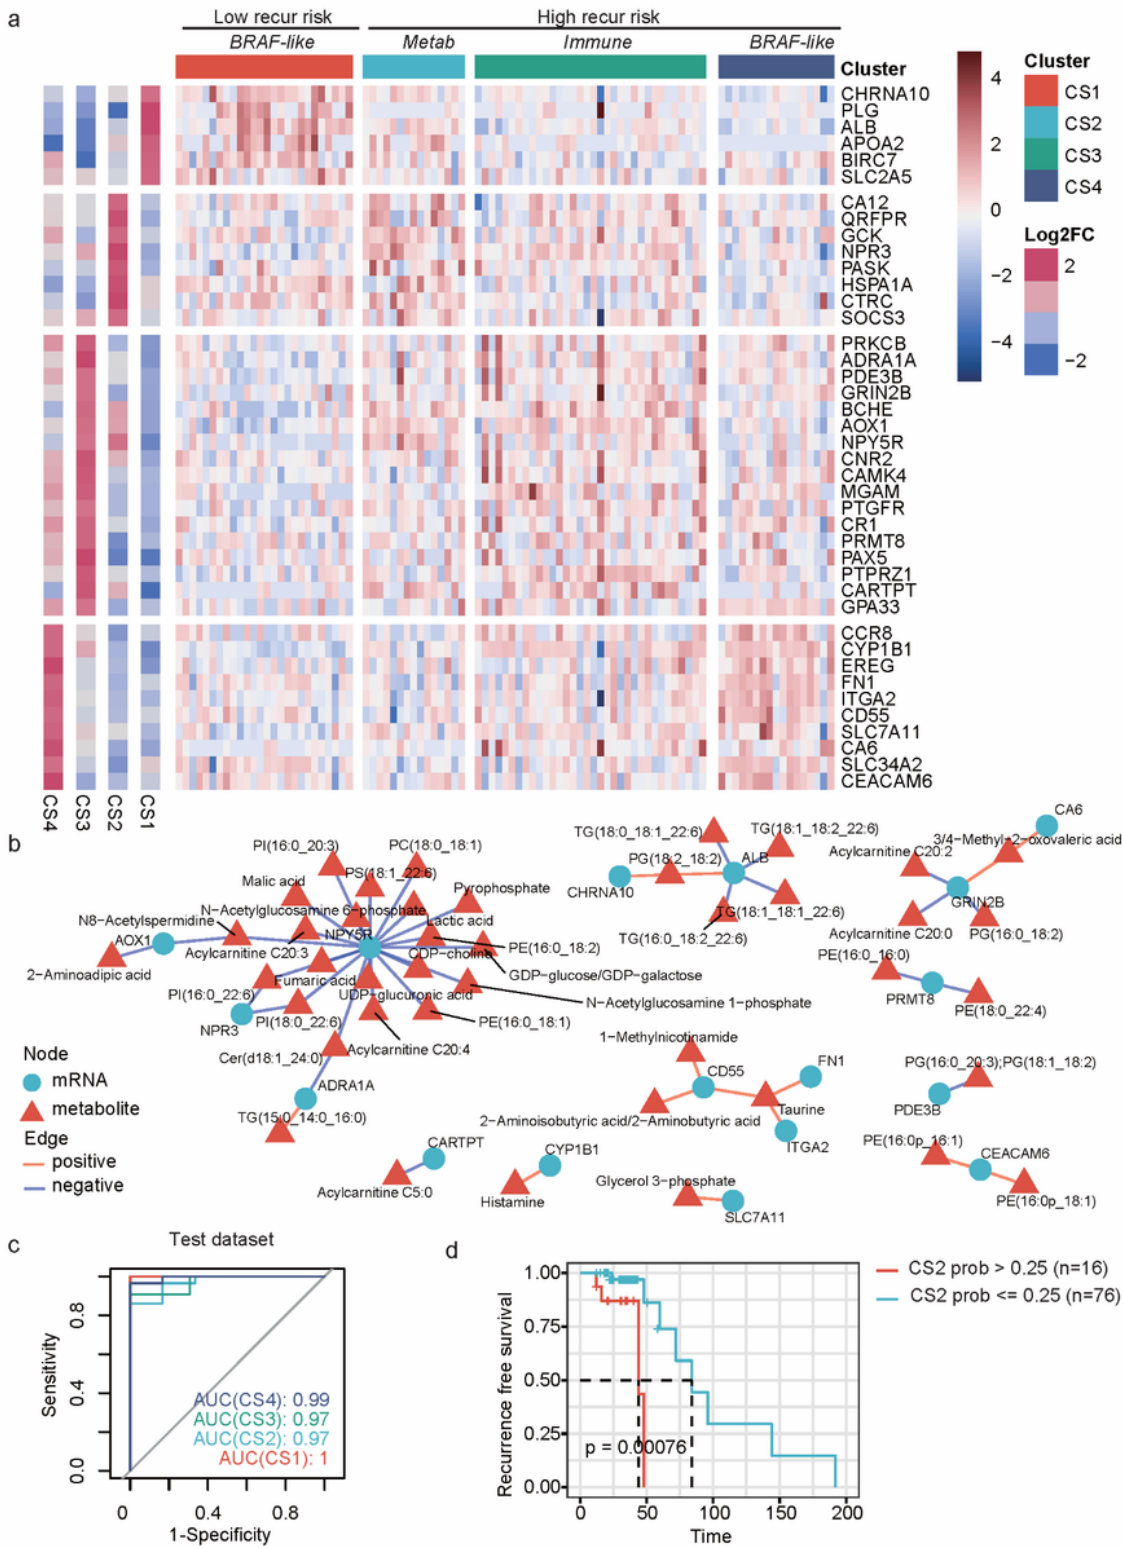 a
Low recur risk
High recur risk
BRAF-like
Metab
Immune
BRAF-like
Cluster
CHRNA10
PLG
ALB
APOA2
BIRC7
SLC2A5
CA12
QRFPR
GCK
NPR3
PASK
HSPA1A
CTRC
SOCS3
PRKCB
ADRA1A
PDE3B
GRIN2B
BCHE
AOX1
NPY5R
CNR2
CAMK4
MGAM
PTGFR
CR1
PRMT8
PAX5
PTPRZ1
CARTPT
GPA33
CCR8
CYP1B1
EREG
FN1
ITGA2
CD55
SLC7A11
CA6
SLC34A2
CEACAM6
CS4
CS3
CS2
CS1
4
2
0
−2
−4
Cluster
CS1
CS2
CS3
CS4
Log2FC
2
−2
b
PI(16:0_20:3)
PC(18:0_18:1)
Malic acid
PS(18:1_22:6)
Pyrophosphate
N−Acetylglucosamine 6−phosphate
N8−Acetylspermidine
Lactic acid
AOX1
NPY5R
PE(16:0_18:2)
2−Aminoadipic acid
Acylcarnitine C20:3
CDP−choline
GDP−glucose/GDP−galactose
Fumaric acid
UDP−glucuronic acid
N−Acetylglucosamine 1−phosphate
PI(16:0_22:6)
NPR3
PI(18:0_22:6)
PE(16:0_18:1)
Cer(d18:1_24:0)
Acylcarnitine C20:4
ADRA1A
TG(15:0_14:0_16:0)
Node
mRNA
metabolite
Edge
positive
negative
TG(18:0_18:1_22:6)
TG(18:1_18:2_22:6)
PG(18:2_18:2)
ALB
CHRNA10
TG(18:1_18:1_22:6)
TG(16:0_18:2_22:6)
CA6
3/4−Methyl−2−oxovaleric acid
Acylcarnitine C20:2
GRIN2B
Acylcarnitine C20:0
PG(16:0_18:2)
PE(16:0_16:0)
PRMT8
PE(18:0_22:4)
1−Methylnicotinamide
CD55
FN1
2−Aminoisobutyric acid/2−Aminobutyric acid
Taurine
ITGA2
PG(16:0_20:3);PG(18:1_18:2)
PDE3B
CARTPT
Acylcarnitine C5:0
CYP1B1
Histamine
Glycerol 3−phosphate
SLC7A11
PE(16:0p_16:1)
CEACAM6
PE(16:0p_18:1)
c
Test dataset
Sensitivity
0.8
0.4
0.0
AUC(CS4): 0.99
AUC(CS3): 0.97
AUC(CS2): 0.97
AUC(CS1): 1
0
0.4
0.8
1-Specificity
d
Recurrence free survival
1.00
0.75
0.50
0.25
0.00
p = 0.00076
0
50
100
150
200
Time
CS2 prob > 0.25 (n=16)
CS2 prob <= 0.25 (n=76)